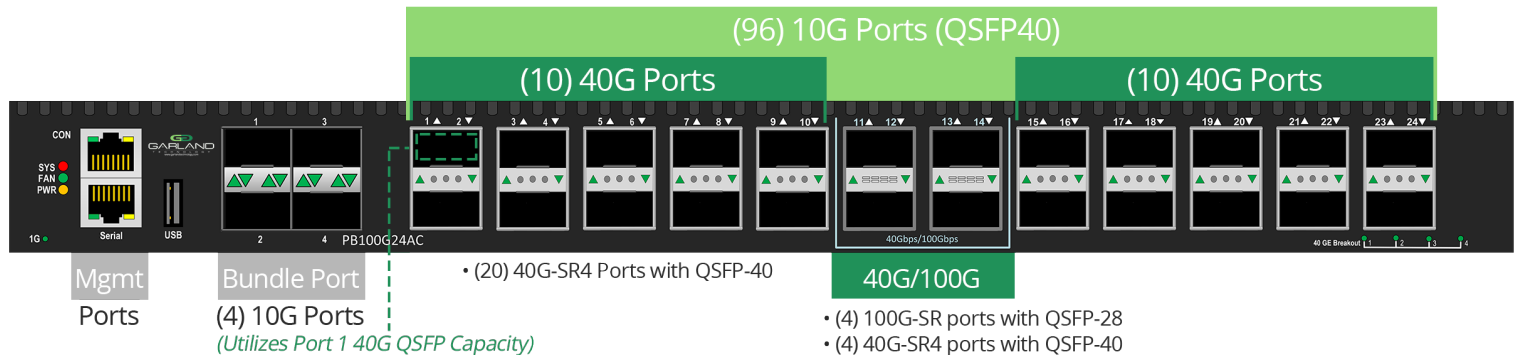 (96) 10G Ports (QSFP40)
(10) 40G Ports
(10) 40G Ports
CON
SYS
FAN
PWR
1G
Serial
GARLAND
TECHNOLOGY
USB
1 3
2 4
PB100G24AC
1▲ 2▼ 3▲ 4▼ 5▲ 6▼ 7▲ 8▼ 9▲ 10▼ 11▲ 12▼ 13▲ 14▼ 15▲ 16▼ 17▲ 18▼ 19▲ 20▼ 21▲ 22▼ 23▲ 24▼
40Gbps/100Gbps
40 GE Breakout 1 2 3 4
Mgmt
Ports
Bundle Port
(4) 10G Ports
(Utilizes Port 1 40G QSFP Capacity)
• (20) 40G-SR4 Ports with QSFP-40
40G/100G
• (4) 100G-SR ports with QSFP-28
• (4) 40G-SR4 ports with QSFP-40